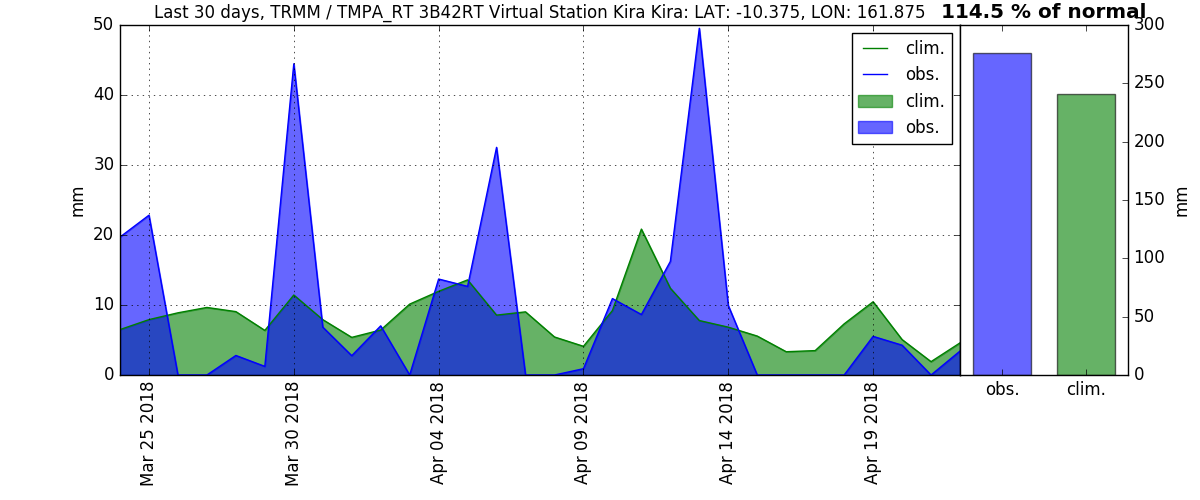 Last 30 days, TRMM / TMPA_RT 3B42RT Virtual Station Kira Kira: LAT: -10.375, LON: 161.875
114.5 % of normal
50
40
30
20
10
0
mm
clim.
obs.
clim.
obs.
Mar 25 2018
Mar 30 2018
Apr 04 2018
Apr 09 2018
Apr 14 2018
Apr 19 2018
300
250
200
150
100
50
0
mm
obs.
clim.